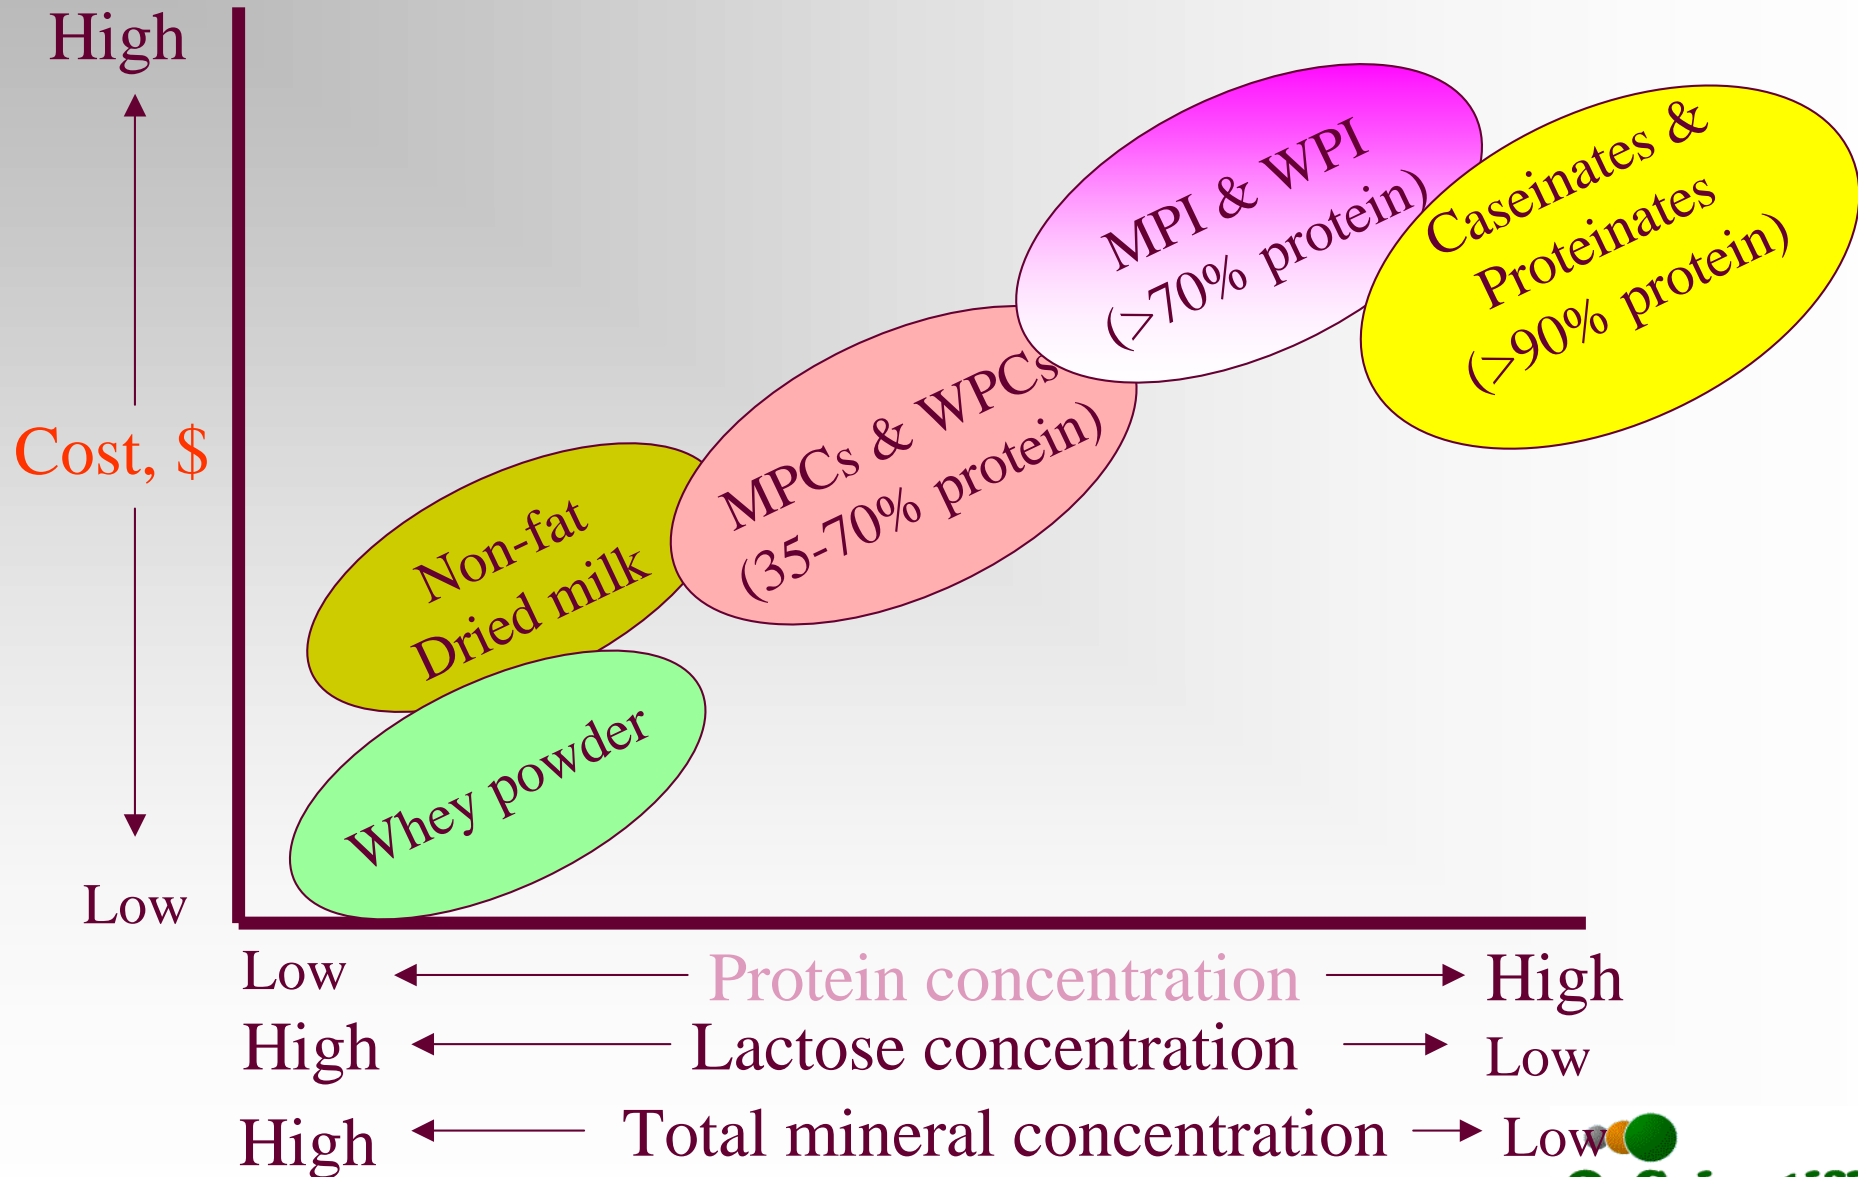 High
Cost, $
Low
MPI & WPI
(>70% protein)
Caseinates &
Proteinates
(>90% protein)
MPCs & WPCs
(35-70% protein)
Non-fat
Dried milk
Whey powder
Low Protein concentration High
High Lactose concentration Low
High Total mineral concentration Low